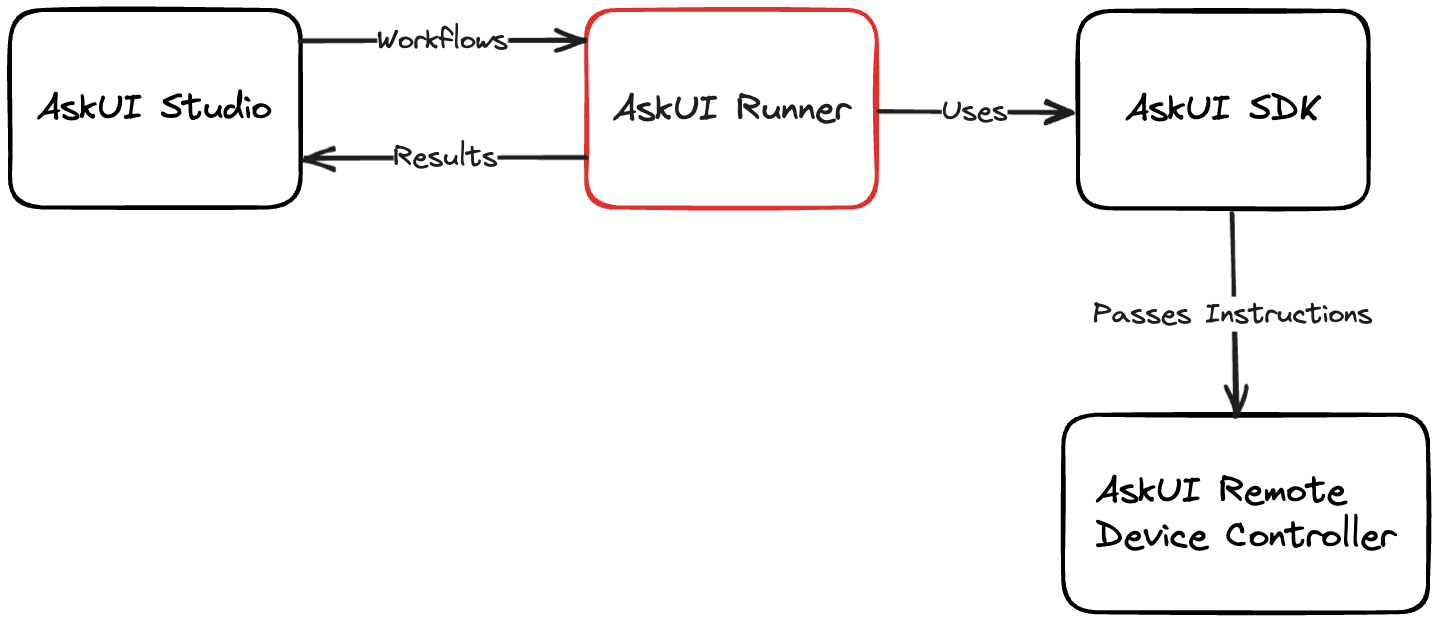 Workflows
AskUI Studio
AskUI Runner
Uses
AskUI SDK
Results
Passes Instructions
AskUI Remote
Device Controller